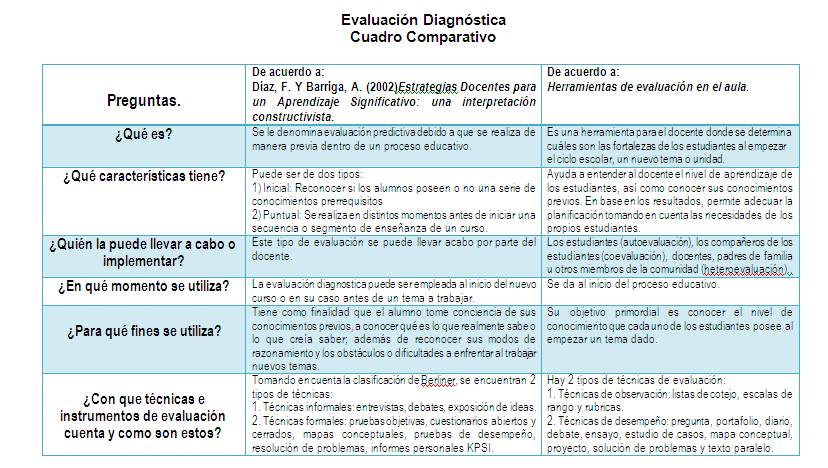 Evaluación Diagnóstica
Cuadro Comparativo
Preguntas.
De acuerdo a:
Díaz, F. Y Barriga, A. (2002)Estrategias Docentes para
un Aprendizaje Significativo: una interpretación
constructivista.
De acuerdo a:
Herramientas de evaluación en el aula.
¿Qué es?
Se le denomina evaluación predictiva debido a que se realiza de
manera previa dentro de un proceso educativo.
Es una herramienta para el docente donde se determina
cuáles son las fortalezas de los estudiantes al empezar
el ciclo escolar, un nuevo tema o unidad.
¿Qué características tiene?
Puede ser de dos tipos:
1) Inicial: Reconocer si los alumnos poseen o no una serie de
conocimientos prerrequisitos
2) Puntual: Se realiza en distintos momentos antes de iniciar una
secuencia o segmento de enseñanza de un curso.
Ayuda a entender al docente el nivel de aprendizaje de
los estudiantes, así como conocer sus conocimientos
previos. En base en los resultados, permite adecuar la
planificación tomando en cuenta las necesidades de los
propios estudiantes.
¿Quién la puede llevar a cabo o
implementar?
Este tipo de evaluación se puede llevar acabo por parte del
docente.
Los estudiantes (autoevaluación), los compañeros de los
estudiantes (coevaluación), docentes, padres de familia
u otros miembros de la comunidad (heteroevaluación)..
¿En qué momento se utiliza?
La evaluación diagnostica puede ser empleada al inicio del nuevo
curso o en su caso antes de un tema a trabajar.
Se da al inicio del proceso educativo.
¿Para qué fines se utiliza?
Tiene como finalidad que el alumno tome conciencia de sus
conocimientos previos, a conocer qué es lo que realmente sabe o
lo que creía saber; además de reconocer sus modos de
razonamiento y los obstáculos o dificultades a enfrentar al trabajar
nuevos temas.
Su objetivo primordial es conocer el nivel de
conocimiento que cada uno de los estudiantes posee al
empezar un tema dado.
¿Con que técnicas e
instrumentos de evaluación
cuenta y como son estos?
Tomando en cuenta la clasificación de Berliner, se encuentran 2
tipos de técnicas:
1. Técnicas informales: entrevistas, debates, exposición de ideas.
2. Técnicas formales: pruebas objetivas, cuestionarios abiertos y
cerrados, mapas conceptuales, pruebas de desempeño,
resolución de problemas, informes personales KPSI.
Hay 2 tipos de técnicas de evaluación:
1. Técnicas de observación: listas de cotejo, escalas de
rango y rubricas.
2. Técnicas de desempeño: pregunta, portafolio, diario,
debate, ensayo, estudio de casos, mapa conceptual,
proyecto, solución de problemas y texto paralelo.